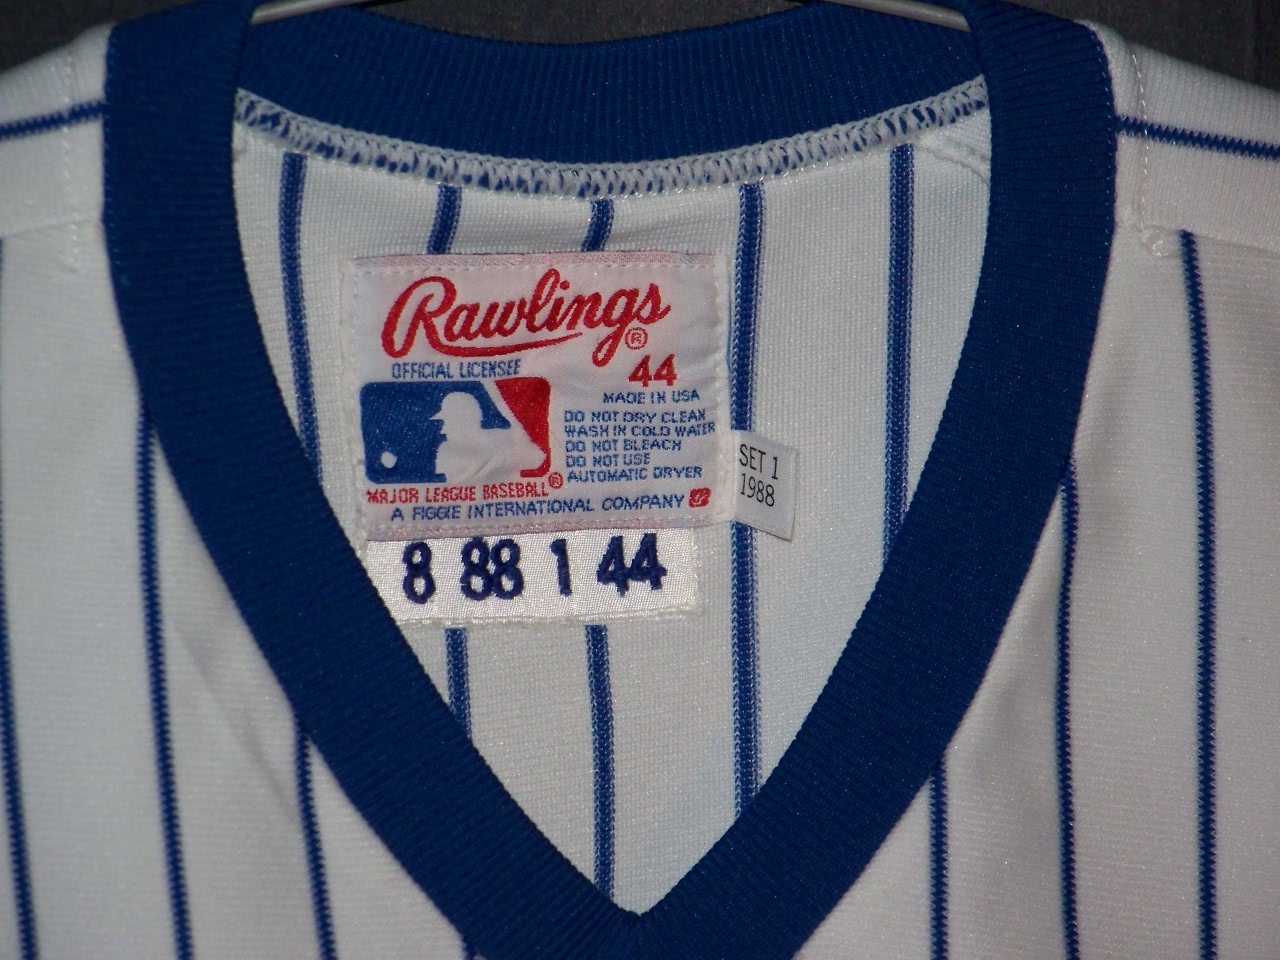 Rawlings®
OFFICIAL LICENSEE
44
MADE IN USA
DO NOT DRY CLEAN
WASH IN COLD WATER
DO NOT BLEACH
DO NOT USE
AUTOMATIC DRYER
MAJOR LEAGUE BASEBALL®
A FIGGIE INTERNATIONAL COMPANY
SET 1
1988
8 88 1 44